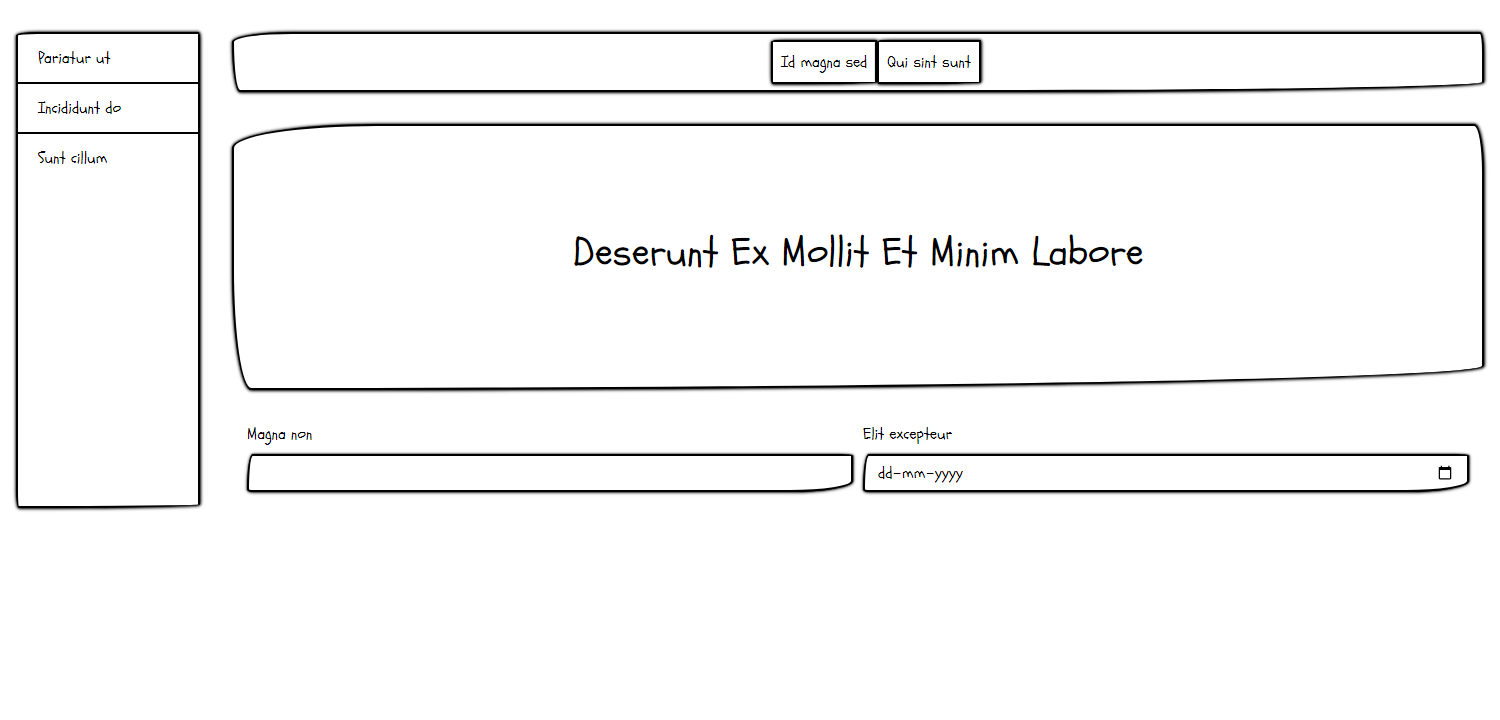 Pariatur ut
Incididunt do
Sunt cillum
Id magna sed
Qui sint sunt
Deserunt Ex Mollit Et Minim Labore
Magna non
Elit excepteur
dd-mm-yyyy